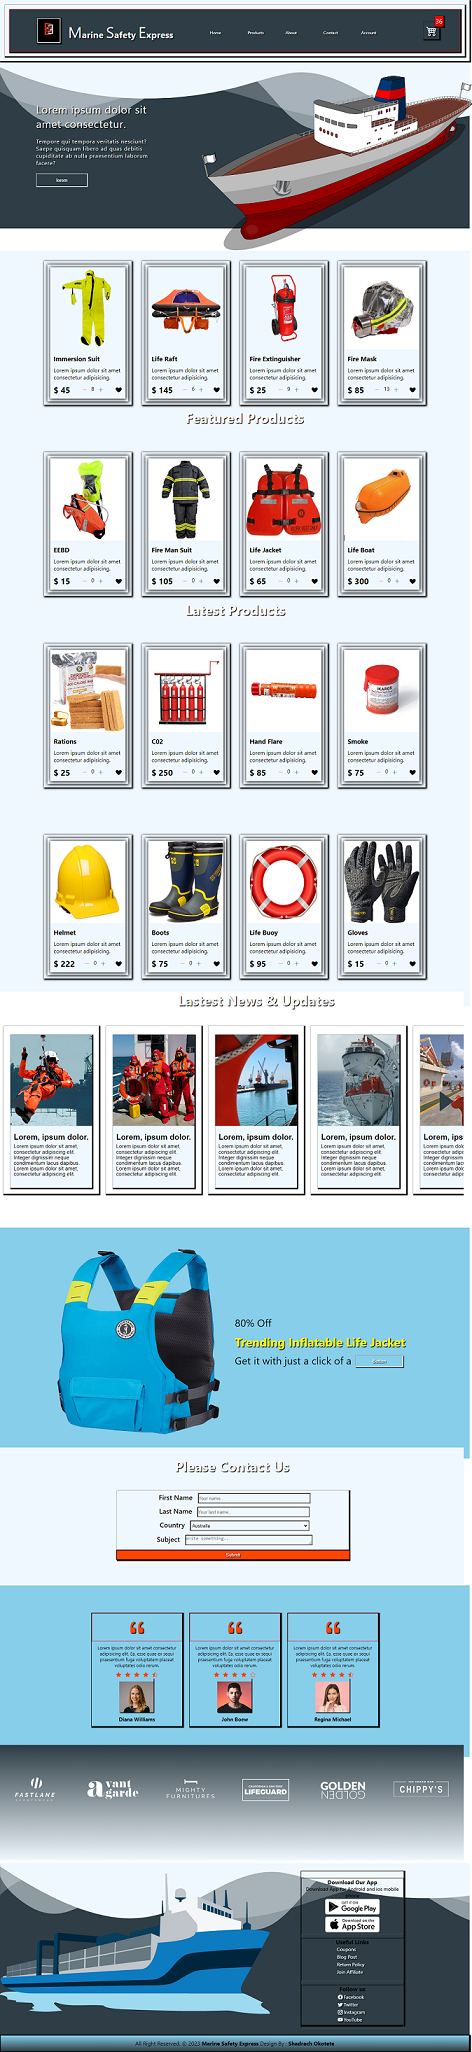 Marine Safety Express
Home Products About Contact Account
36
Lorem ipsum dolor sit
amet consectetur.
Tempore qui tempora veritatis nesciunt?
Saepe quisquam libero ad quas debitis
cupiditate ab nulla praesentium laborum
facere?
lorem
Immersion Suit
Lorem ipsum dolor sit amet
consectetur adipisicing.
$ 45 − 8 +
Life Raft
Lorem ipsum dolor sit amet
consectetur adipisicing.
$ 145 − 6 +
Fire Extinguisher
Lorem ipsum dolor sit amet
consectetur adipisicing.
$ 25 − 9 +
Fire Mask
Lorem ipsum dolor sit amet
consectetur adipisicing.
$ 85 − 13 +
Featured Products
EEBD
Lorem ipsum dolor sit amet
consectetur adipisicing.
$ 15 − 0 +
Fire Man Suit
Lorem ipsum dolor sit amet
consectetur adipisicing.
$ 105 − 0 +
Life Jacket
Lorem ipsum dolor sit amet
consectetur adipisicing.
$ 65 − 0 +
Life Boat
Lorem ipsum dolor sit amet
consectetur adipisicing.
$ 300 − 0 +
Latest Products
Rations
Lorem ipsum dolor sit amet
consectetur adipisicing.
$ 25 − 0 +
C02
Lorem ipsum dolor sit amet
consectetur adipisicing.
$ 250 − 0 +
Hand Flare
Lorem ipsum dolor sit amet
consectetur adipisicing.
$ 85 − 0 +
IKAROS
Smoke
Lorem ipsum dolor sit amet
consectetur adipisicing.
$ 75 − 0 +
Helmet
Lorem ipsum dolor sit amet
consectetur adipisicing.
$ 222 − 0 +
Boots
Lorem ipsum dolor sit amet
consectetur adipisicing.
$ 75 − 0 +
Life Buoy
Lorem ipsum dolor sit amet
consectetur adipisicing.
$ 95 − 0 +
Gloves
Lorem ipsum dolor sit amet
consectetur adipisicing.
$ 15 − 0 +
Lastest News & Updates
Lorem, ipsum dolor.
Lorem ipsum dolor sit amet,
consectetur adipiscing elit.
Integer dignissim neque
condimentum lacus dapibus.
Lorem ipsum dolor sit amet,
consectetur adipiscing elit.
Lorem, ipsum dolor.
Lorem ipsum dolor sit amet,
consectetur adipiscing elit.
Integer dignissim neque
condimentum lacus dapibus.
Lorem ipsum dolor sit amet,
consectetur adipiscing elit.
Lorem, ipsum dolor.
Lorem ipsum dolor sit amet,
consectetur adipiscing elit.
Integer dignissim neque
condimentum lacus dapibus.
Lorem ipsum dolor sit amet,
consectetur adipiscing elit.
Lorem, ipsum dolor.
Lorem ipsum dolor sit amet,
consectetur adipiscing elit.
Integer dignissim neque
condimentum lacus dapibus.
Lorem ipsum dolor sit amet,
consectetur adipiscing elit.
Lorem, ips
Lorem ipsum do
consectetur adip
Integer dignissim
condimentum lac
Lorem ipsum do
consectetur adip
80% Off
Trending Inflatable Life Jacket
Get it with just a click of a
Please Contact Us
First Name Your name..
Last Name Your last name..
Country Australia
Subject Write something..
Submit
Lorem ipsum dolor sit amet consectetur
adipisicing elit. Ea, esse quae ex
praesentium fuga voluptatem placeat
voluptates odio rerum.
Diana Williams
Lorem ipsum dolor sit amet consectetur
adipisicing elit. Ea, esse quae ex
praesentium fuga voluptatem placeat
voluptates odio rerum.
John Boew
Lorem ipsum dolor sit amet consectetur
adipisicing elit. Ea, esse quae ex
praesentium fuga voluptatem placeat
voluptates odio rerum.
Regina Michael
FASTLANE
avant
garde
MIGHTY
FURNITURES
LIFEGUARD
GOLDEN
GOLDEN
CHIPPY'S
Download Our App
Download App for Android and ios mobile
phone
GET IT ON
Google Play
Download on the
App Store
Useful Links
Coupons
Blog Post
Return Policy
Join Affiliate
Follow us
Facebook
Twitter
Instagram
YouTube
All Right Reserved. © 2023 Marine Safety Express Design By : Shadrech Okotete